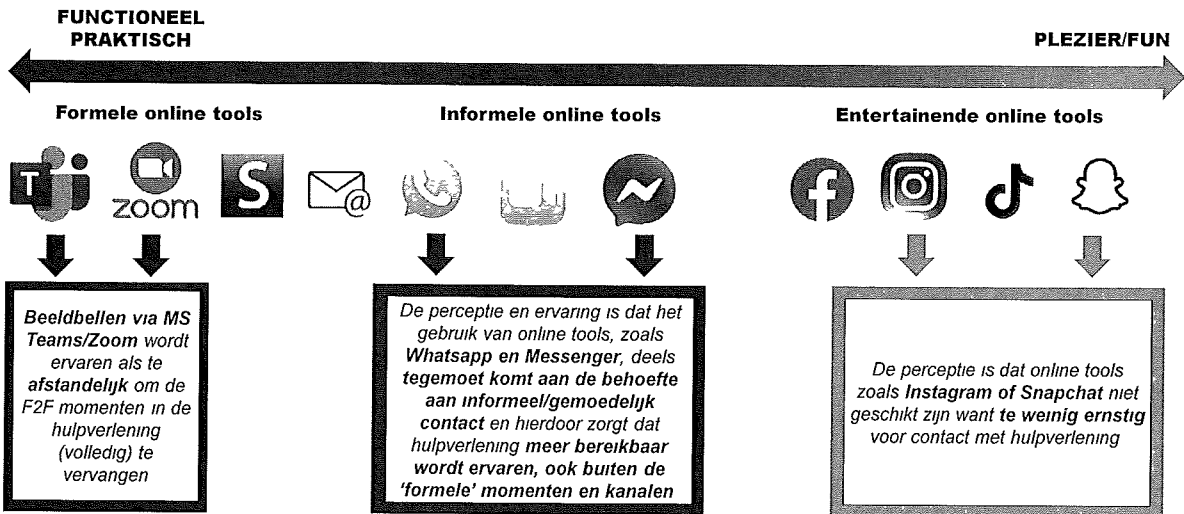 FUNCTIONEEL
PRAKTISCH
PLEZIER/FUN
Formele online tools
Informele online tools
Entertainende online tools
T
zoom
S
@
f
Beeldbellen via MS
Teams/Zoom wordt
ervaren als te
afstandelijk om de
F2F momenten in de
hulpverlening
(volledig) te
vervangen
De perceptie en ervaring is dat het
gebruik van online tools, zoals
Whatsapp en Messenger, deels
tegemoet komt aan de behoefte
aan informeel/gemoedelijk
contact en hierdoor zorgt dat
hulpverlening meer bereikbaar
wordt ervaren, ook buiten de
'formele' momenten en kanalen
De perceptie is dat online tools
zoals Instagram of Snapchat niet
geschikt zijn want te weinig ernstig
voor contact met hulpverlening